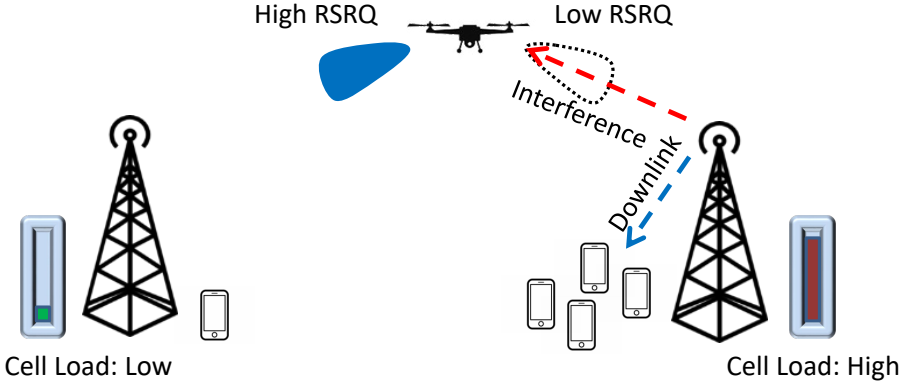 High RSRQ
Low RSRQ
Interference
Downlink
Cell Load: Low
Cell Load: High